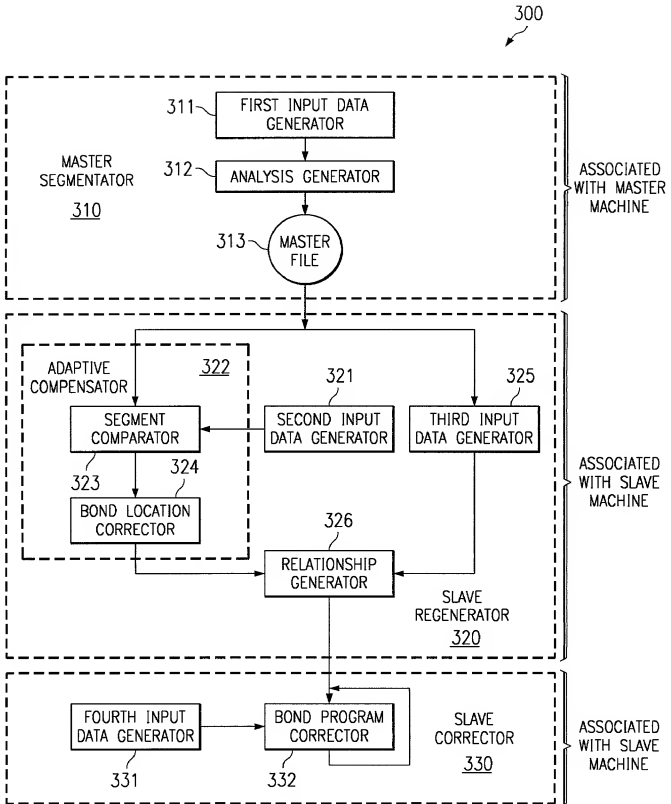 300
311
FIRST INPUT DATA
GENERATOR
312
ANALYSIS GENERATOR
MASTER
SEGMENTATOR
310
313
MASTER
FILE
ASSOCIATED
WITH MASTER
MACHINE
ADAPTIVE
COMPENSATOR
322
321
325
SEGMENT
COMPARATOR
SECOND INPUT
DATA GENERATOR
THIRD INPUT
DATA GENERATOR
323
324
BOND LOCATION
CORRECTOR
326
RELATIONSHIP
GENERATOR
SLAVE
REGENERATOR
320
ASSOCIATED
WITH SLAVE
MACHINE
FOURTH INPUT
DATA GENERATOR
331
BOND PROGRAM
CORRECTOR
332
SLAVE
CORRECTOR
330
ASSOCIATED
WITH SLAVE
MACHINE